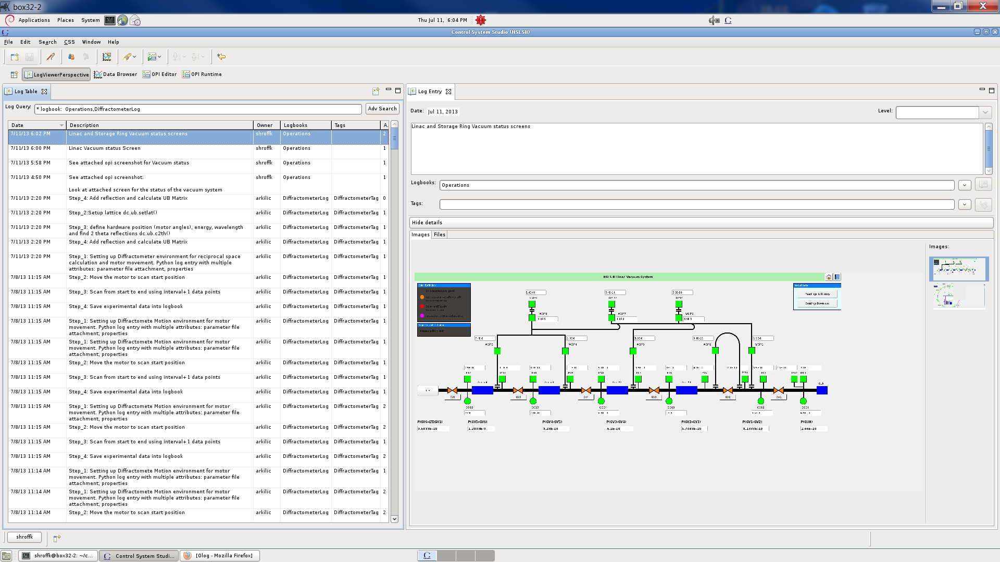 box32-2
Applications Places System
Thu Jul 11, 6:04 PM
Control System Studio (NSLSII)
File Edit Search CSS Window Help
LogViewerPerspective Data Browser OPI Editor OPI Runtime
Log Table
Log Query: * logbook: Operations,DiffractometerLog Adv Search
Date Description Owner Logbooks Tags A.
7/11/13 6:02 PM Linac and Storage Ring Vacuum status screens shroffk Operations 2
7/11/13 6:00 PM Linac Vacuum status Screen shroffk Operations 1
7/11/13 5:58 PM See attached opi screenshot for Vacuum status shroffk Operations 1
7/11/13 4:50 PM See attached opi screenshot. shroffk Operations 1
Look at attached screen for the status of the vacuum system
7/11/13 2:20 PM Step_4: Add reflection and calculate UB Matrix arkilic DiffractometerLog DiffractometerTag 0
7/11/13 2:20 PM Step_2:Setup lattice dc.ub.setlat() arkilic DiffractometerLog DiffractometerTag 1
7/11/13 2:20 PM Step_3: define hardware position (motor angles), energy, wavelength arkilic DiffractometerLog DiffractometerTag 1
and find 2 theta reflections dc.ub.c2th()
7/11/13 2:20 PM Step_4: Add reflection and calculate UB Matrix arkilic DiffractometerLog DiffractometerTag 1
7/11/13 2:20 PM Step_1: Setting up Diffractometer environment for reciprocal space arkilic DiffractometerLog DiffractometerTag 1
calculation and motor movement. Python log entry with multiple
attributes: parameter file attachment, properties
7/8/13 11:15 AM Step_2: Move the motor to scan start position arkilic DiffractometerLog DiffractometerTag 1
7/8/13 11:15 AM Step_3: Scan from start to end using interval+1 data points arkilic DiffractometerLog DiffractometerTag 1
7/8/13 11:15 AM Step_4: Save experimental data into logbook arkilic DiffractometerLog DiffractometerTag 1
7/8/13 11:15 AM Step_1: Setting up Diffractomete Motion environment for motor arkilic DiffractometerLog DiffractometerTag 1
movement. Python log entry with multiple attributes: parameter file
attachment, properties
7/8/13 11:15 AM Step_1: Setting up Diffractomete Motion environment for motor arkilic DiffractometerLog DiffractometerTag 1
movement. Python log entry with multiple attributes: parameter file
attachment, properties
7/8/13 11:15 AM Step_2: Move the motor to scan start position arkilic DiffractometerLog DiffractometerTag 1
7/8/13 11:15 AM Step_3: Scan from start to end using interval+1 data points arkilic DiffractometerLog DiffractometerTag 1
7/8/13 11:15 AM Step_4: Save experimental data into logbook arkilic DiffractometerLog DiffractometerTag 1
7/8/13 11:15 AM Step_1: Setting up Diffractomete Motion environment for motor arkilic DiffractometerLog DiffractometerTag 2
movement. Python log entry with multiple attributes: parameter file
attachment, properties
7/8/13 11:15 AM Step_2: Move the motor to scan start position arkilic DiffractometerLog DiffractometerTag 2
7/8/13 11:15 AM Step_3: Scan from start to end using interval+1 data points arkilic DiffractometerLog DiffractometerTag 1
7/8/13 11:15 AM Step_4: Save experimental data into logbook arkilic DiffractometerLog DiffractometerTag 2
7/8/13 11:14 AM Step_1: Setting up Diffractomete Motion environment for motor arkilic DiffractometerLog DiffractometerTag 1
movement. Python log entry with multiple attributes: parameter file
attachment, properties
7/8/13 11:14 AM Step_1: Setting up Diffractomete Motion environment for motor arkilic DiffractometerLog DiffractometerTag 2
movement. Python log entry with multiple attributes: parameter file
attachment, properties
7/8/13 11:14 AM Step_2: Move the motor to scan start position arkilic DiffractometerLog DiffractometerTag 2
Log Entry
Date: Jul 11, 2013 Level:
Linac and Storage Ring Vacuum status screens
Logbooks: Operations
Tags:
Hide details
Images Files
Images:
NSLS-II Linac Vacuum System
Readings & History
Settings Download
P(GV5-GV6) P(GV4-GV5) P(GV3-GV4) P(GV2-GV3) P(GV1-GV2) P(GUN)
3.24E-10 6.1E-10 2.66E-10
shroffk
shroffk@box32-2: ~/c... Control System Studi... [Olog - Mozilla Firefox]